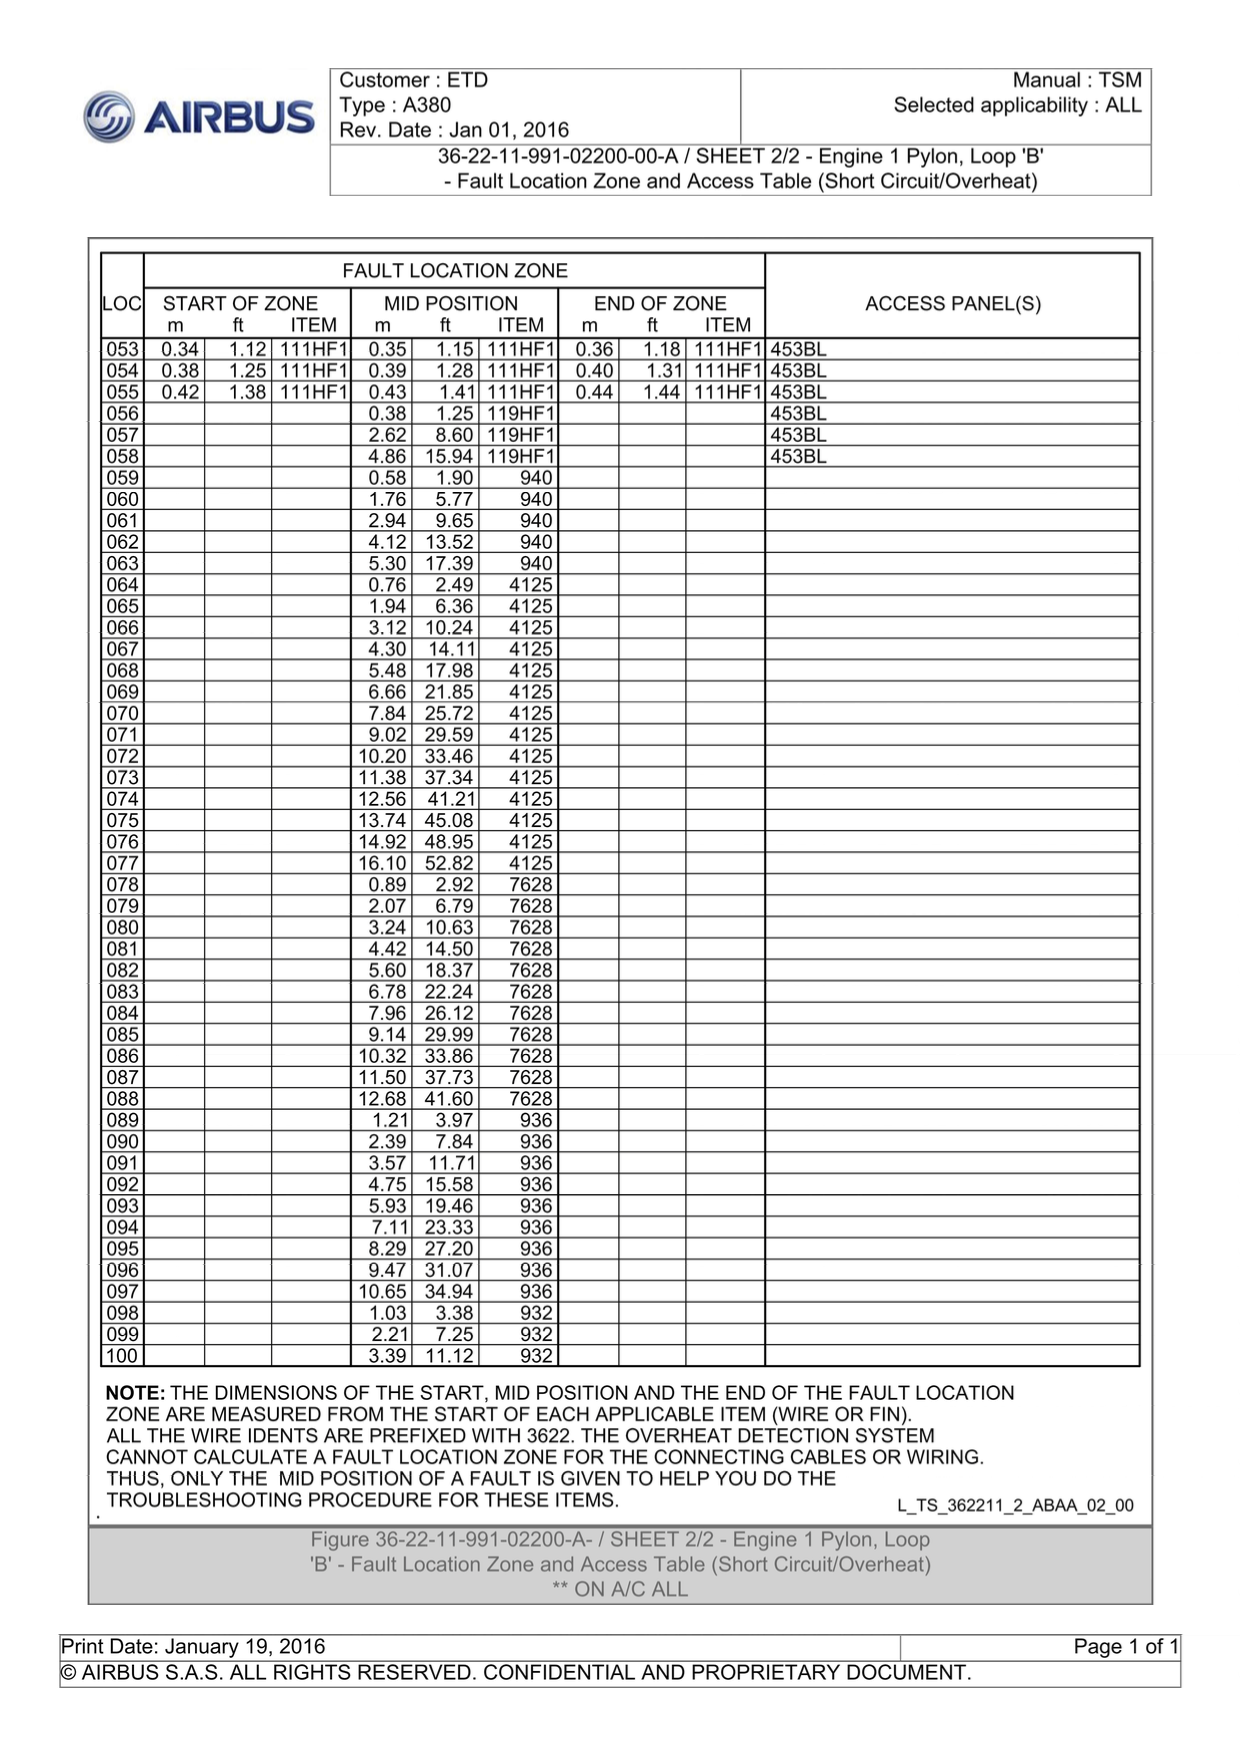 AIRBUS
Customer : ETD
Type : A380
Rev. Date : Jan 01, 2016
Manual : TSM
Selected applicability : ALL
36-22-11-991-02200-00-A / SHEET 2/2 - Engine 1 Pylon, Loop 'B'
- Fault Location Zone and Access Table (Short Circuit/Overheat)
FAULT LOCATION ZONE
LOC START OF ZONE MID POSITION END OF ZONE ACCESS PANEL(S)
m ft ITEM m ft ITEM m ft ITEM
053 0.34 1.12 111HF1 0.35 1.15 111HF1 0.36 1.18 111HF1 453BL
054 0.38 1.25 111HF1 0.39 1.28 111HF1 0.40 1.31 111HF1 453BL
055 0.42 1.38 111HF1 0.43 1.41 111HF1 0.44 1.44 111HF1 453BL
056 0.38 1.25 119HF1 453BL
057 2.62 8.60 119HF1 453BL
058 4.86 15.94 119HF1 453BL
059 0.58 1.90 940
060 1.76 5.77 940
061 2.94 9.65 940
062 4.12 13.52 940
063 5.30 17.39 940
064 0.76 2.49 4125
065 1.94 6.36 4125
066 3.12 10.24 4125
067 4.30 14.11 4125
068 5.48 17.98 4125
069 6.66 21.85 4125
070 7.84 25.72 4125
071 9.02 29.59 4125
072 10.20 33.46 4125
073 11.38 37.34 4125
074 12.56 41.21 4125
075 13.74 45.08 4125
076 14.92 48.95 4125
077 16.10 52.82 4125
078 0.89 2.92 7628
079 2.07 6.79 7628
080 3.24 10.63 7628
081 4.42 14.50 7628
082 5.60 18.37 7628
083 6.78 22.24 7628
084 7.96 26.12 7628
085 9.14 29.99 7628
086 10.32 33.86 7628
087 11.50 37.73 7628
088 12.68 41.60 7628
089 1.21 3.97 936
090 2.39 7.84 936
091 3.57 11.71 936
092 4.75 15.58 936
093 5.93 19.46 936
094 7.11 23.33 936
095 8.29 27.20 936
096 9.47 31.07 936
097 10.65 34.94 936
098 1.03 3.38 932
099 2.21 7.25 932
100 3.39 11.12 932
NOTE: THE DIMENSIONS OF THE START, MID POSITION AND THE END OF THE FAULT LOCATION
ZONE ARE MEASURED FROM THE START OF EACH APPLICABLE ITEM (WIRE OR FIN).
ALL THE WIRE IDENTS ARE PREFIXED WITH 3622. THE OVERHEAT DETECTION SYSTEM
CANNOT CALCULATE A FAULT LOCATION ZONE FOR THE CONNECTING CABLES OR WIRING.
THUS, ONLY THE MID POSITION OF A FAULT IS GIVEN TO HELP YOU DO THE
TROUBLESHOOTING PROCEDURE FOR THESE ITEMS.
L_TS_362211_2_ABAA_02_00
Figure 36-22-11-991-02200-A- / SHEET 2/2 - Engine 1 Pylon, Loop
'B' - Fault Location Zone and Access Table (Short Circuit/Overheat)
** ON A/C ALL
Print Date: January 19, 2016 Page 1 of 1
© AIRBUS S.A.S. ALL RIGHTS RESERVED. CONFIDENTIAL AND PROPRIETARY DOCUMENT.